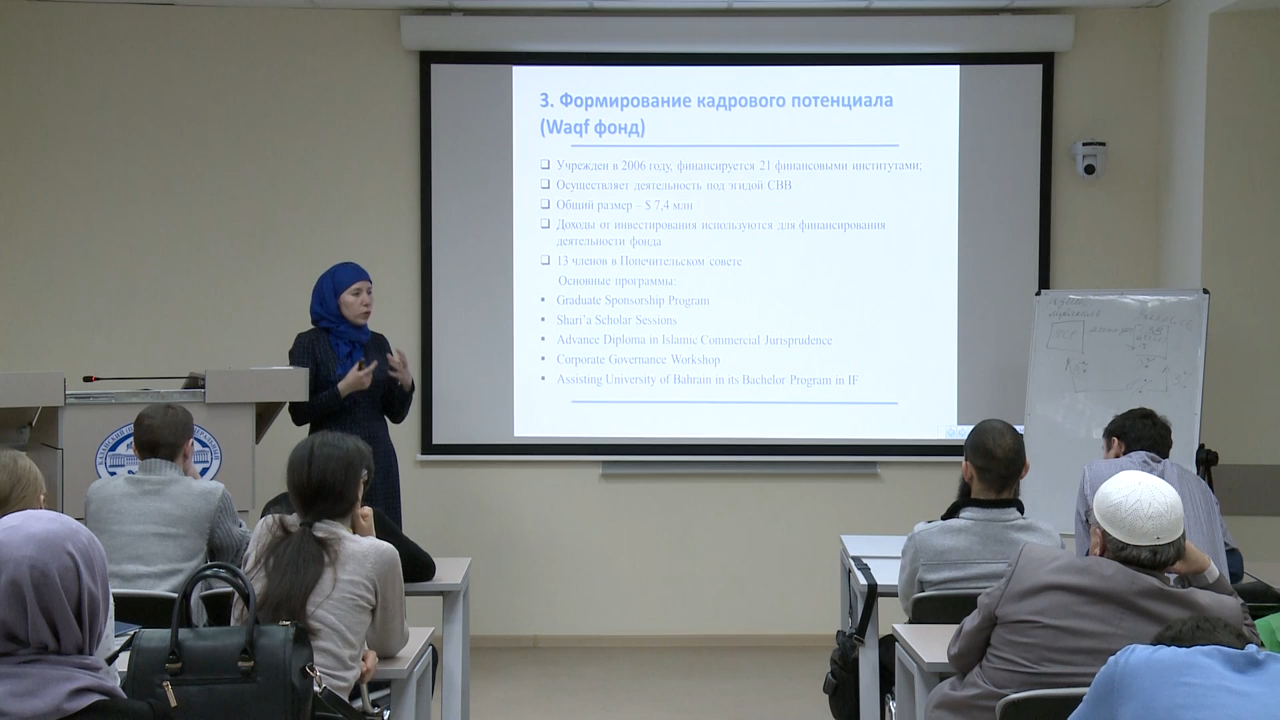 3. Формирование кадрового потенциала
(Waqf фонд)
❑ Учрежден в 2006 году, финансируется 21 финансовыми институтами;
❑ Осуществляет деятельность под эгидой CBB
❑ Общий размер – $ 7,4 млн
❑ Доходы от инвестирования используются для финансирования
деятельности фонда
❑ 13 членов в Попечительском совете
Основные программы:
▪ Graduate Sponsorship Program
▪ Shari’a Scholar Sessions
▪ Advance Diploma in Islamic Commercial Jurisprudence
▪ Corporate Governance Workshop
▪ Assisting University of Bahrain in its Bachelor Program in IF